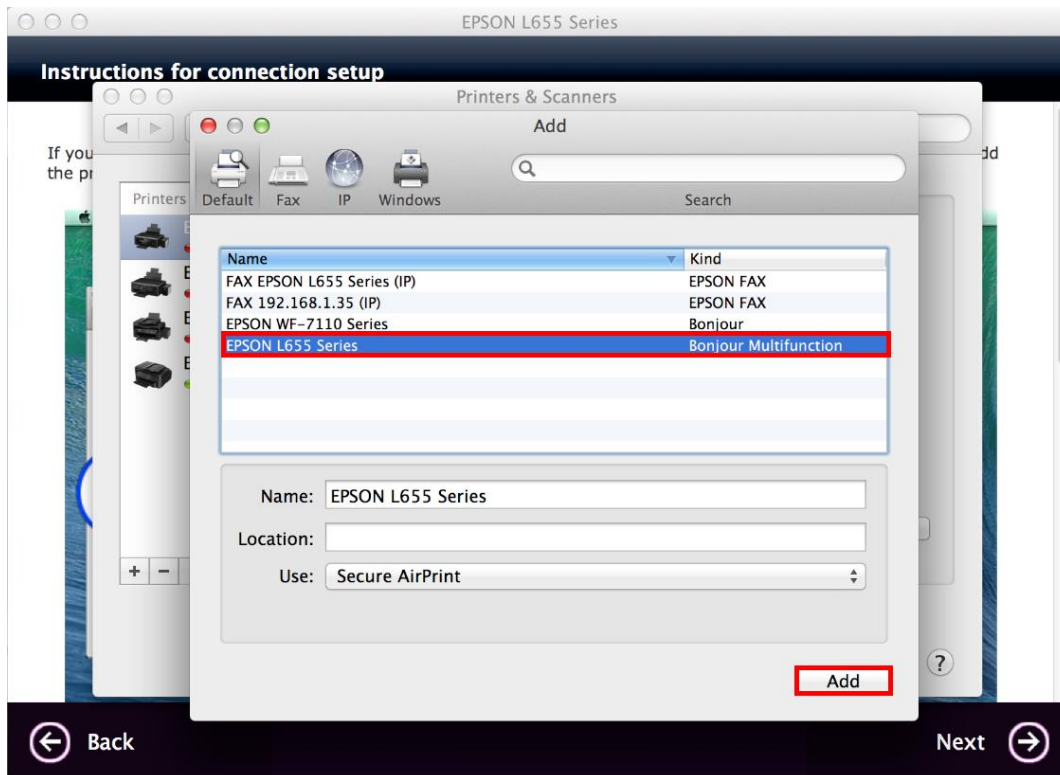 EPSON L655 Series
Instructions for connection setup
Printers & Scanners
Add
If you
dd
the pr
Default Fax IP Windows Search
Printers
Name Kind
FAX EPSON L655 Series (IP) EPSON FAX
FAX 192.168.1.35 (IP) EPSON FAX
EPSON WF-7110 Series Bonjour
EPSON L655 Series Bonjour Multifunction
E
E
E
E
Name: EPSON L655 Series
Location:
Use: Secure AirPrint
+ −
?
Add
Back Next